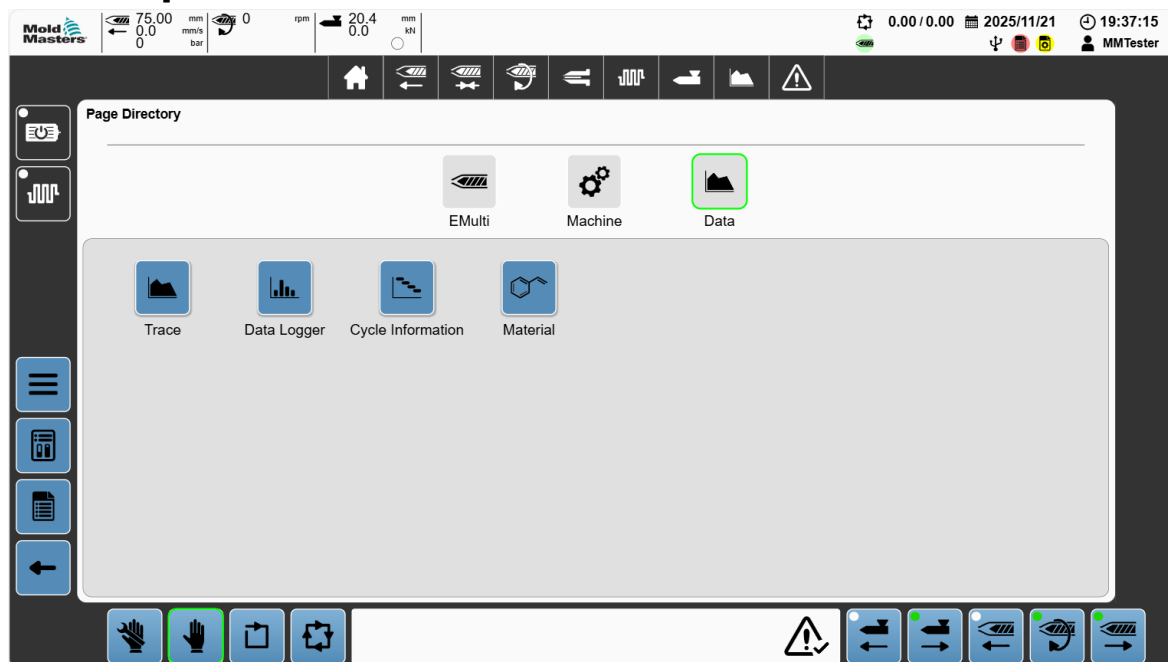 Mold
Masters
75.00 mm
0.0 mm/s
0 bar
0 rpm
20.4 mm
0.0 kN
0.00 / 0.00
2025/11/21
19:37:15
MMTester
Page Directory
EMulti
Machine
Data
Trace
Data Logger
Cycle Information
Material